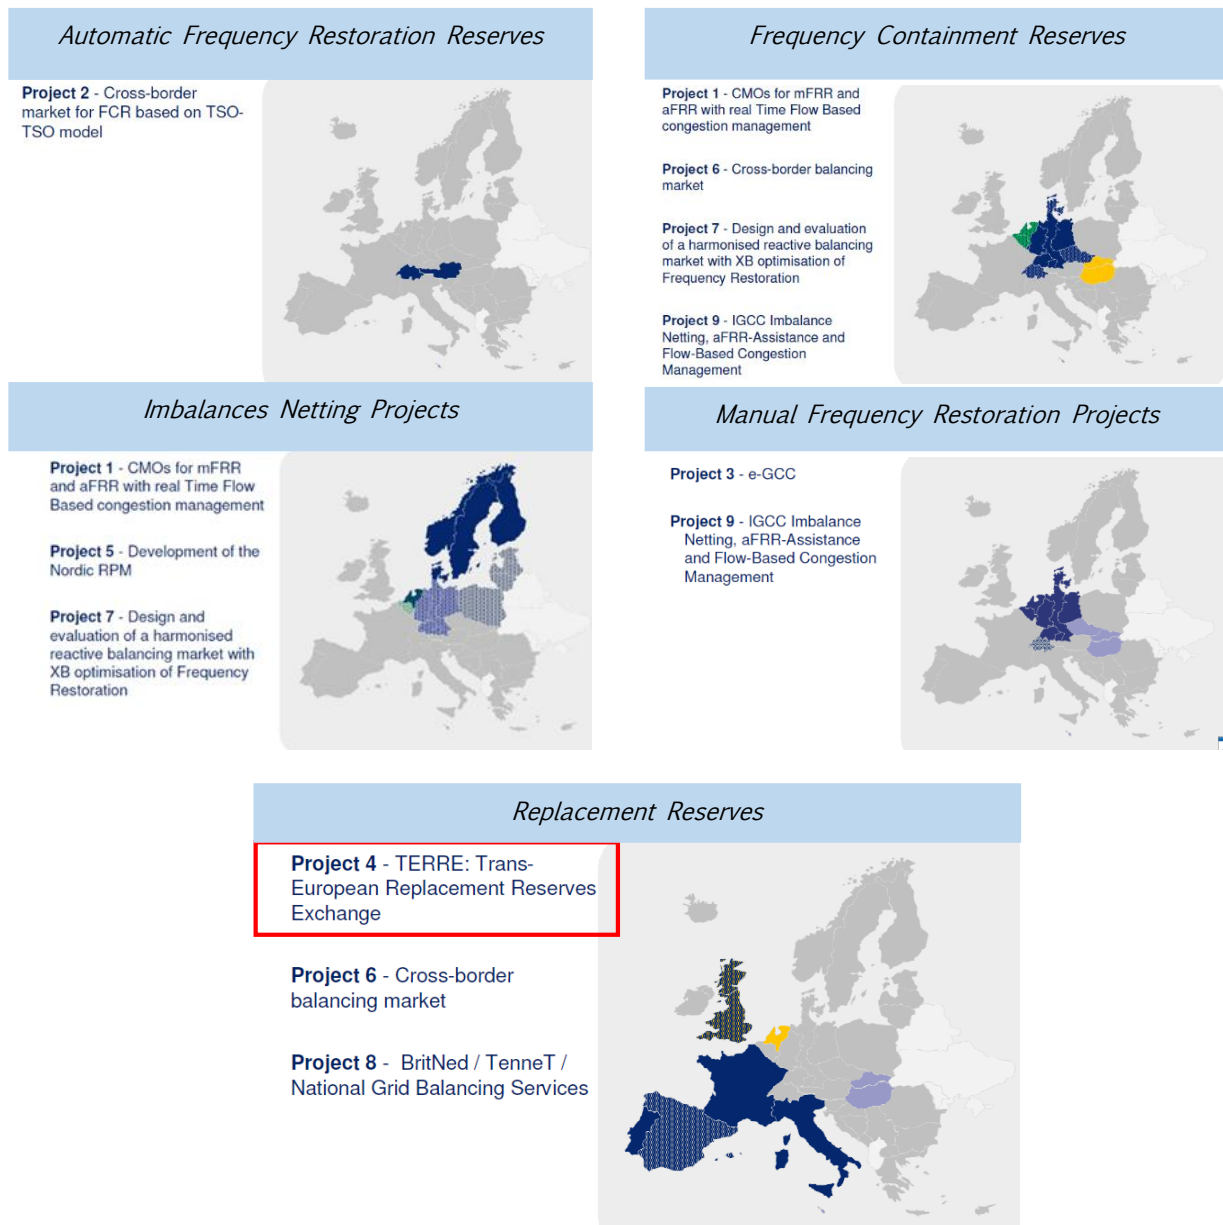 Automatic Frequency Restoration Reserves
Project 2 - Cross-border
market for FCR based on TSO-
TSO model
Frequency Containment Reserves
Project 1 - CMOs for mFRR and
aFRR with real Time Flow Based
congestion management
Project 6 - Cross-border balancing
market
Project 7 - Design and evaluation
of a harmonised reactive balancing
market with XB optimisation of
Frequency Restoration
Project 9 - IGCC Imbalance
Netting, aFRR-Assistance and
Flow-Based Congestion
Management
Imbalances Netting Projects
Project 1 - CMOs for mFRR
and aFRR with real Time Flow
Based congestion management
Project 5 - Development of the
Nordic RPM
Project 7 - Design and
evaluation of a harmonised
reactive balancing market with
XB optimisation of Frequency
Restoration
Manual Frequency Restoration Projects
Project 3 - e-GCC
Project 9 - IGCC Imbalance
Netting, aFRR-Assistance
and Flow-Based Congestion
Management
Replacement Reserves
Project 4 - TERRE: Trans-
European Replacement Reserves
Exchange
Project 6 - Cross-border
balancing market
Project 8 - BritNed / TenneT /
National Grid Balancing Services